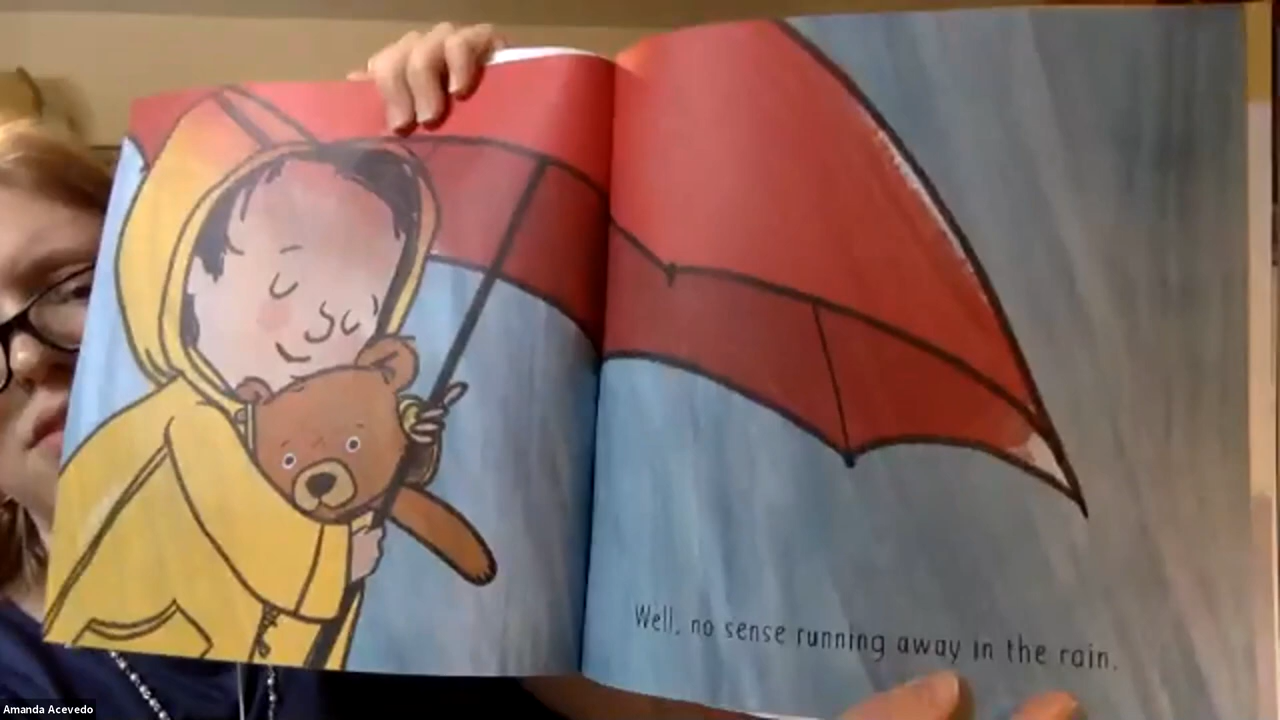 Well, no sense running away in the rain.
Amanda Acevedo